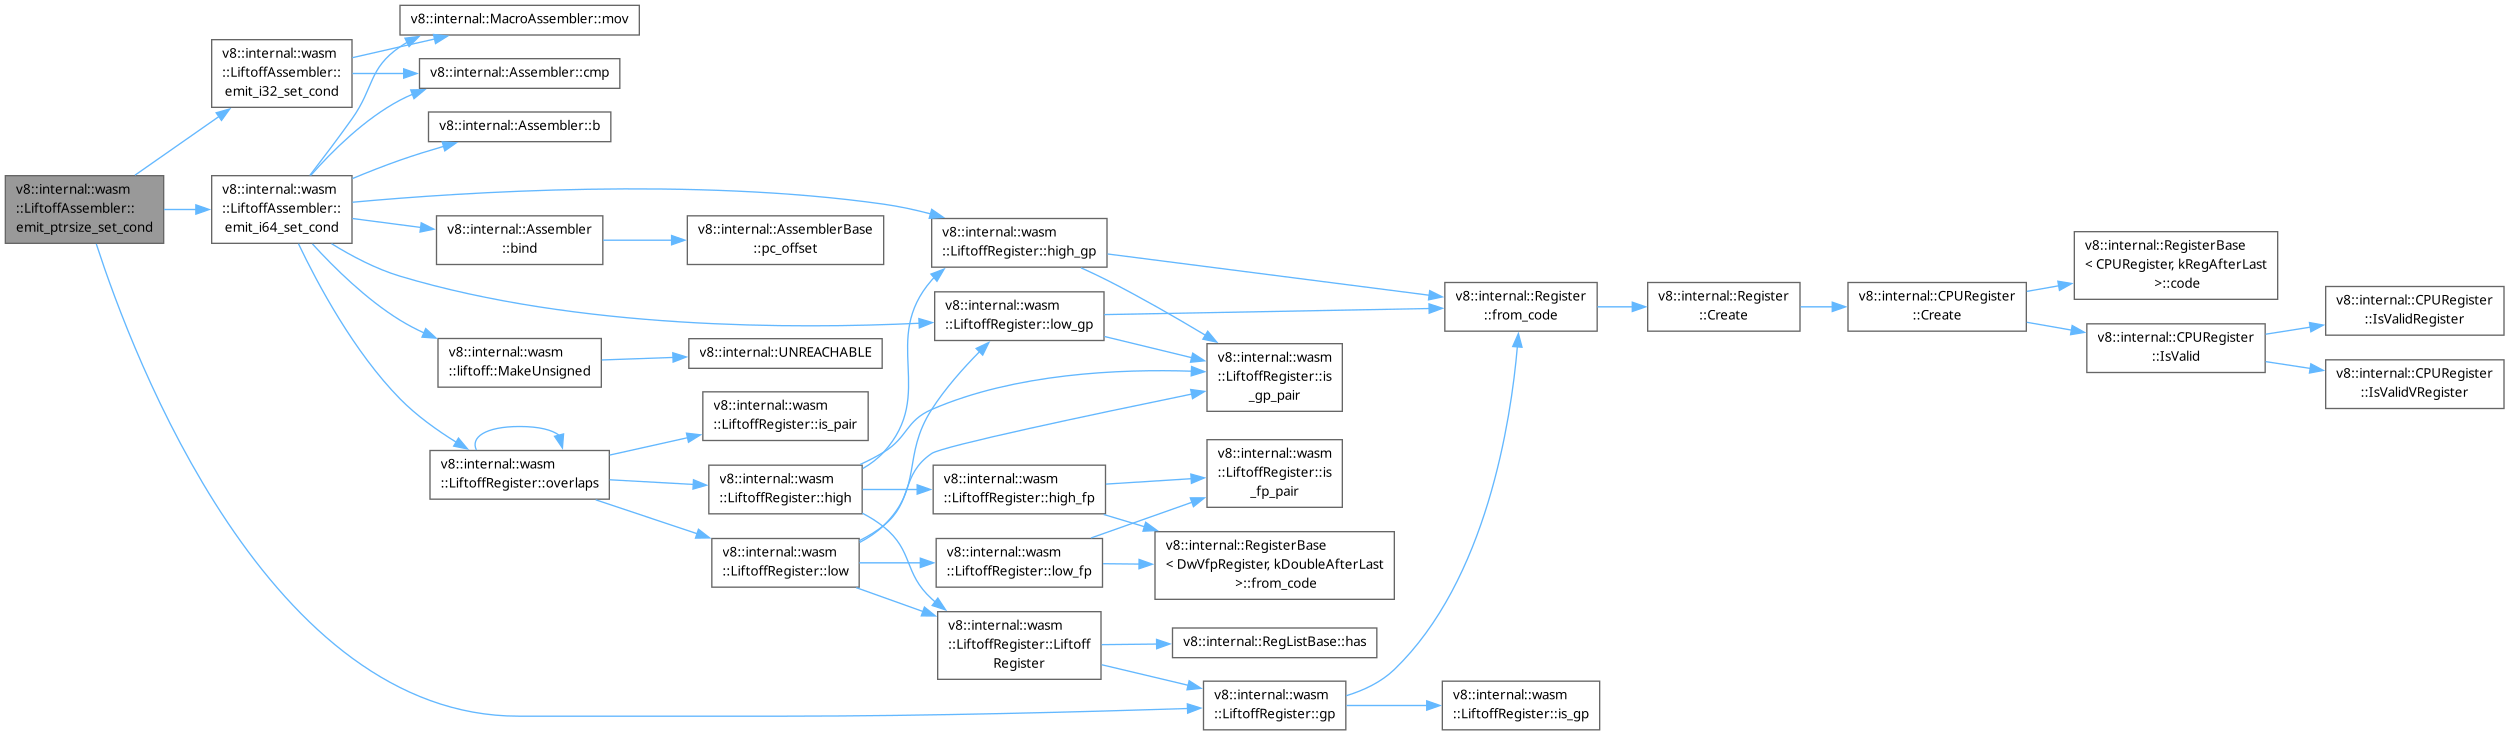 v8::internal::MacroAssembler::mov
v8::internal::wasm
::LiftoffAssembler::
emit_i32_set_cond
v8::internal::Assembler::cmp
v8::internal::Assembler::b
v8::internal::wasm
::LiftoffAssembler::
emit_ptrsize_set_cond
v8::internal::wasm
::LiftoffAssembler::
emit_i64_set_cond
v8::internal::Assembler
::bind
v8::internal::AssemblerBase
::pc_offset
v8::internal::wasm
::LiftoffRegister::high_gp
v8::internal::wasm
::LiftoffRegister::low_gp
v8::internal::Register
::from_code
v8::internal::Register
::Create
v8::internal::CPURegister
::Create
v8::internal::RegisterBase
< CPURegister, kRegAfterLast
>::code
v8::internal::CPURegister
::IsValid
v8::internal::CPURegister
::IsValidRegister
v8::internal::CPURegister
::IsValidVRegister
v8::internal::wasm
::liftoff::MakeUnsigned
v8::internal::UNREACHABLE
v8::internal::wasm
::LiftoffRegister::is
_gp_pair
v8::internal::wasm
::LiftoffRegister::is_pair
v8::internal::wasm
::LiftoffRegister::overlaps
v8::internal::wasm
::LiftoffRegister::high
v8::internal::wasm
::LiftoffRegister::high_fp
v8::internal::wasm
::LiftoffRegister::is
_fp_pair
v8::internal::wasm
::LiftoffRegister::low
v8::internal::wasm
::LiftoffRegister::low_fp
v8::internal::RegisterBase
< DwVfpRegister, kDoubleAfterLast
>::from_code
v8::internal::wasm
::LiftoffRegister::Liftoff
Register
v8::internal::RegListBase::has
v8::internal::wasm
::LiftoffRegister::gp
v8::internal::wasm
::LiftoffRegister::is_gp